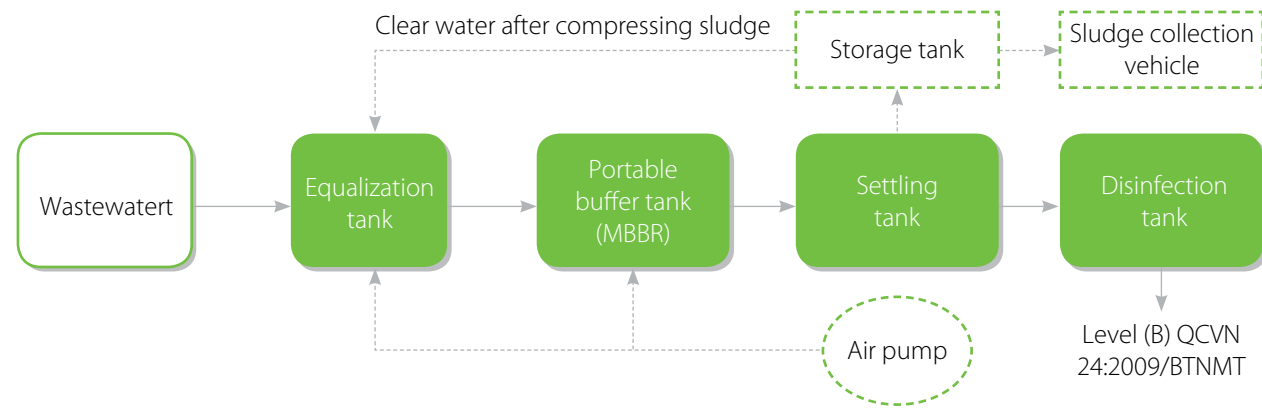 Clear water after compressing sludge
Storage tank
Sludge collection
vehicle
Wastewatert
Equalization
tank
Portable
buffer tank
(MBBR)
Settling
tank
Disinfection
tank
Air pump
Level (B) QCVN
24:2009/BTNMT